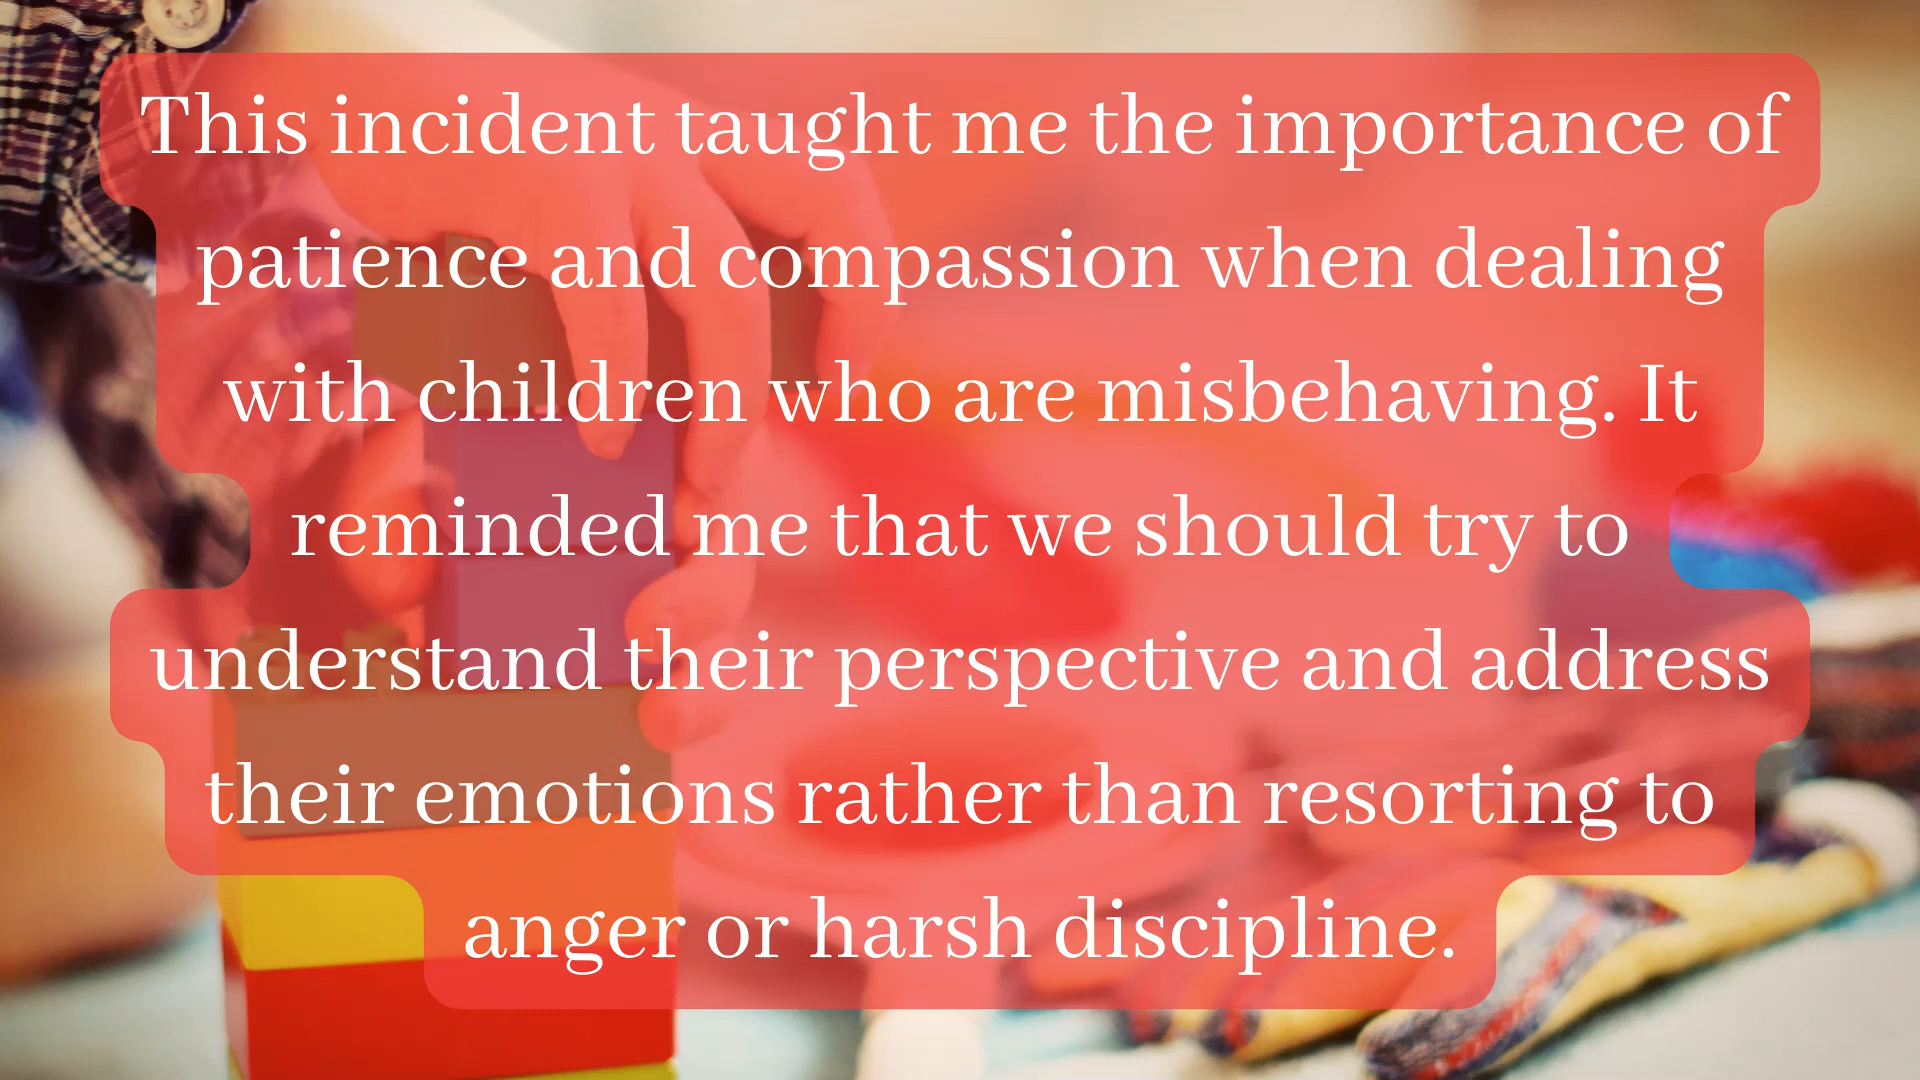 This incident taught me the importance of
patience and compassion when dealing
with children who are misbehaving. It
reminded me that we should try to
understand their perspective and address
their emotions rather than resorting to
anger or harsh discipline.